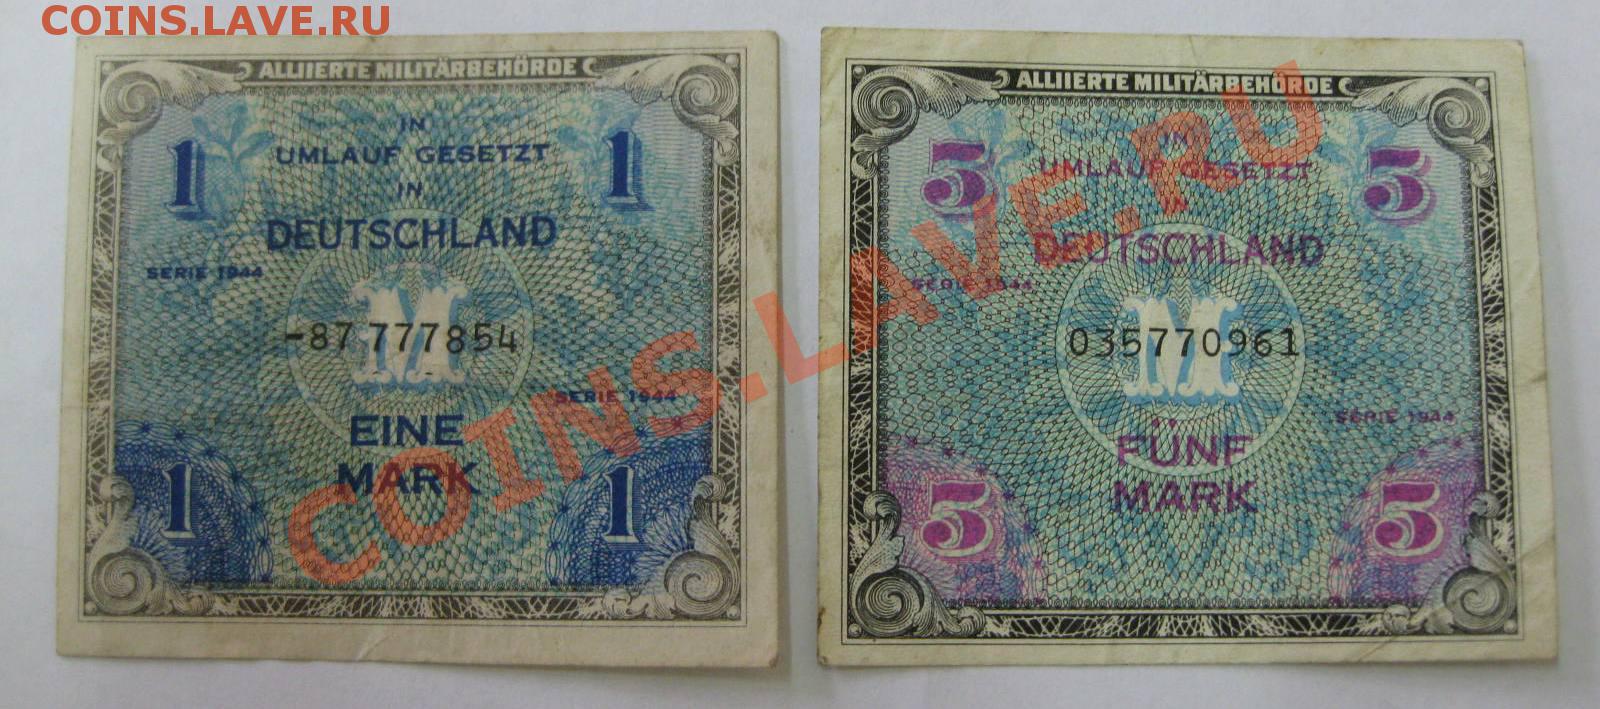 COINS.LAVE.RU
ALLIIERTE MILITÄRBEHÖRDE
1 1
IN
UMLAUF GESETZT
IN
DEUTSCHLAND
SERIE 1944
M
-87777854
SERIE 1944
EINE
MARK
1 1
ALLIIERTE MILITÄRBEHÖRDE
5 5
IN
UMLAUF GESETZT
IN
DEUTSCHLAND
SERIE 1944
M
035770961
SERIE 1944
FÜNF
MARK
5 5
COINS.LAVE.RU